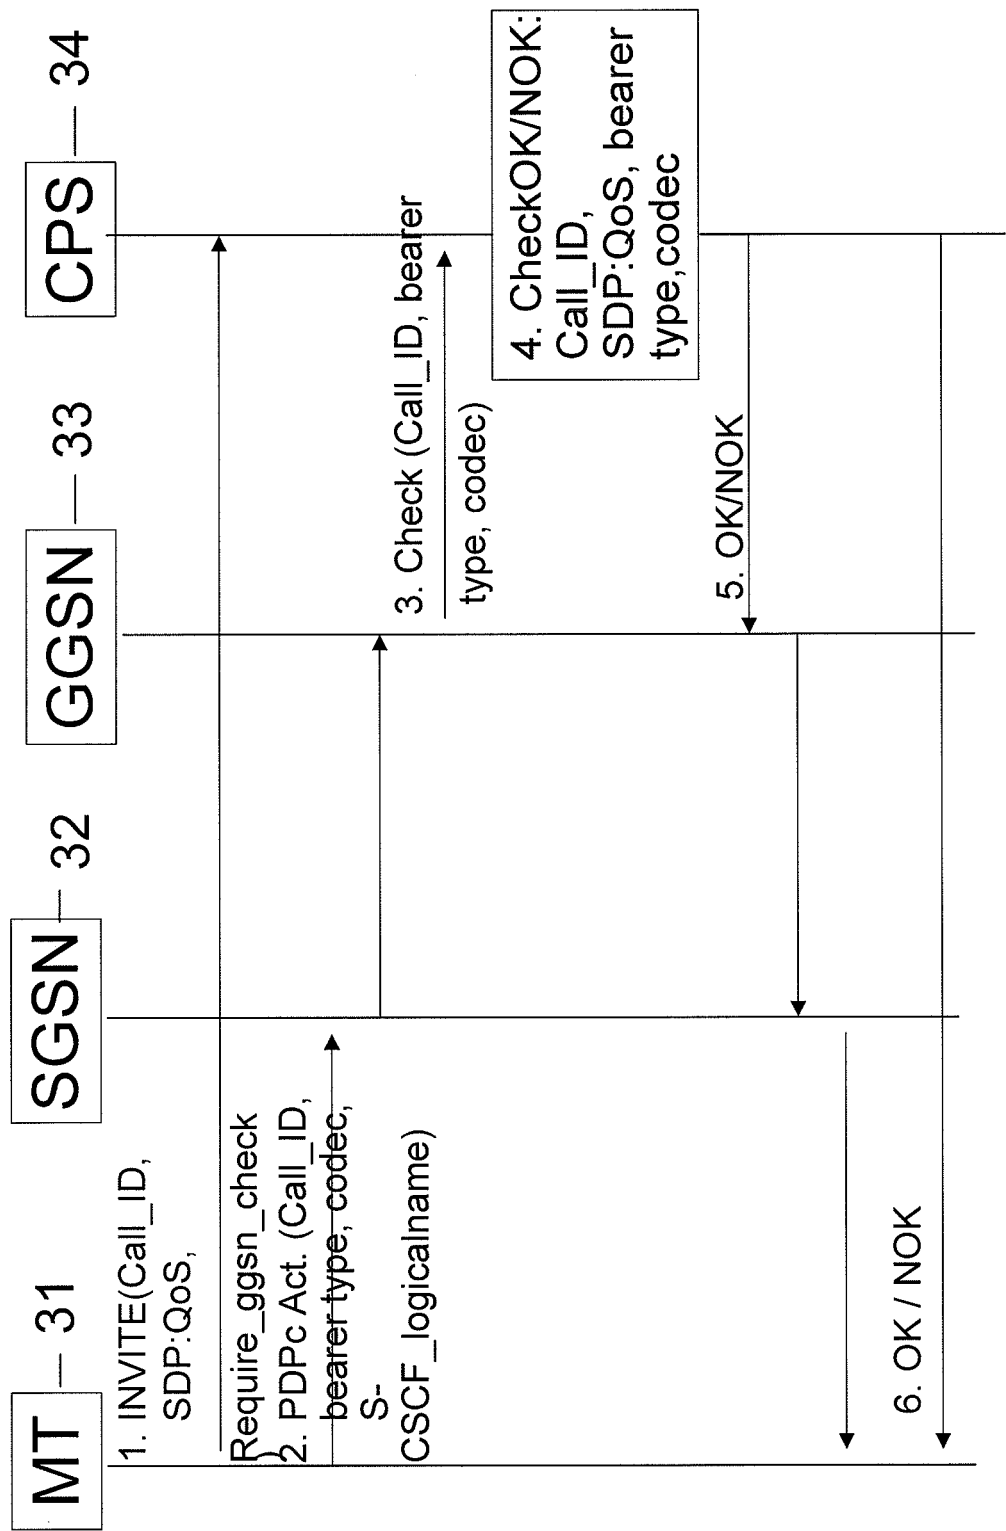 MT
31
SGSN
32
GGSN
33
CPS
34
1. INVITE(Call_ID,
SDP:QoS,
Require_ggsn_check
)
2. PDPc Act. (Call_ID,
bearer type, codec,
S-
CSCF_logicalname)
3. Check (Call_ID, bearer
type, codec)
4. CheckOK/NOK:
Call_ID,
SDP:QoS, bearer
type,codec
5. OK/NOK
6. OK / NOK